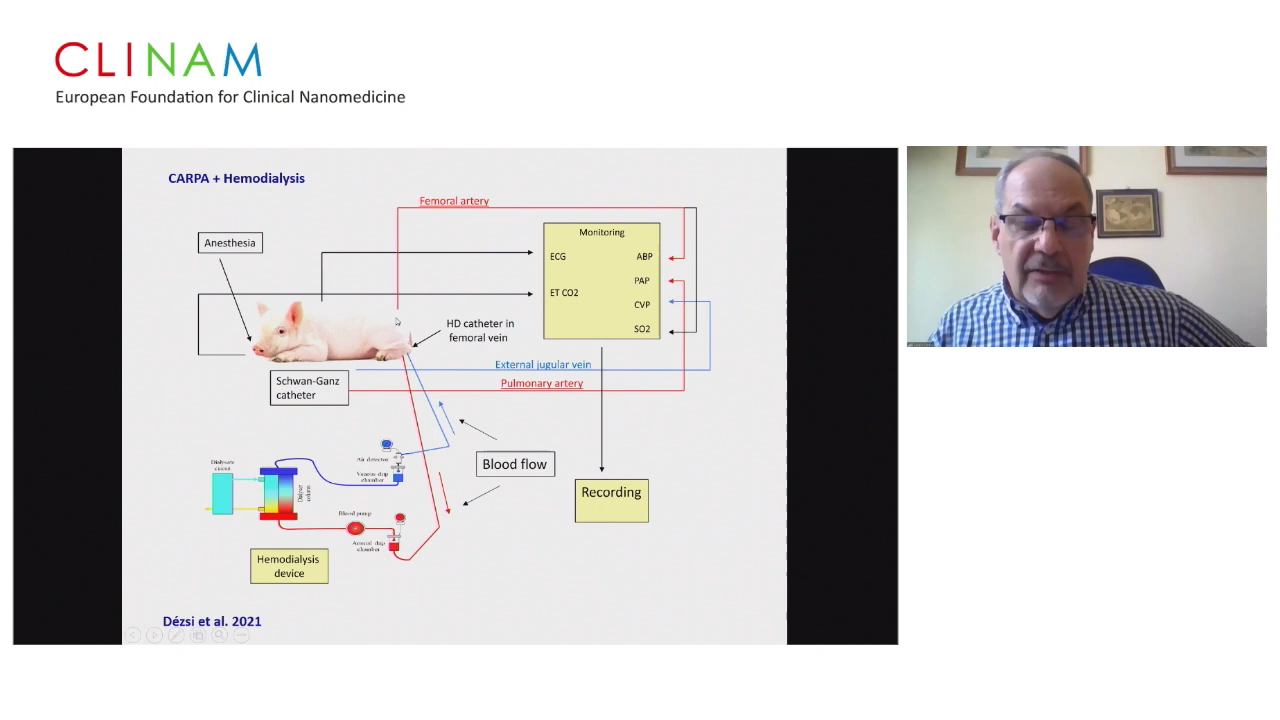 CLINAM
European Foundation for Clinical Nanomedicine
CARPA + Hemodialysis
Femoral artery
Anesthesia
Monitoring
ECG
ABP
PAP
ET CO2
CVP
SO2
HD catheter in
femoral vein
External jugular vein
Pulmonary artery
Schwan-Ganz
catheter
Blood flow
Air detector
Venous drip
chamber
Dialysate
circuit
Dialyzer
column
Blood pump
Arterial drip
chamber
Recording
Hemodialysis
device
Dézsi et al. 2021